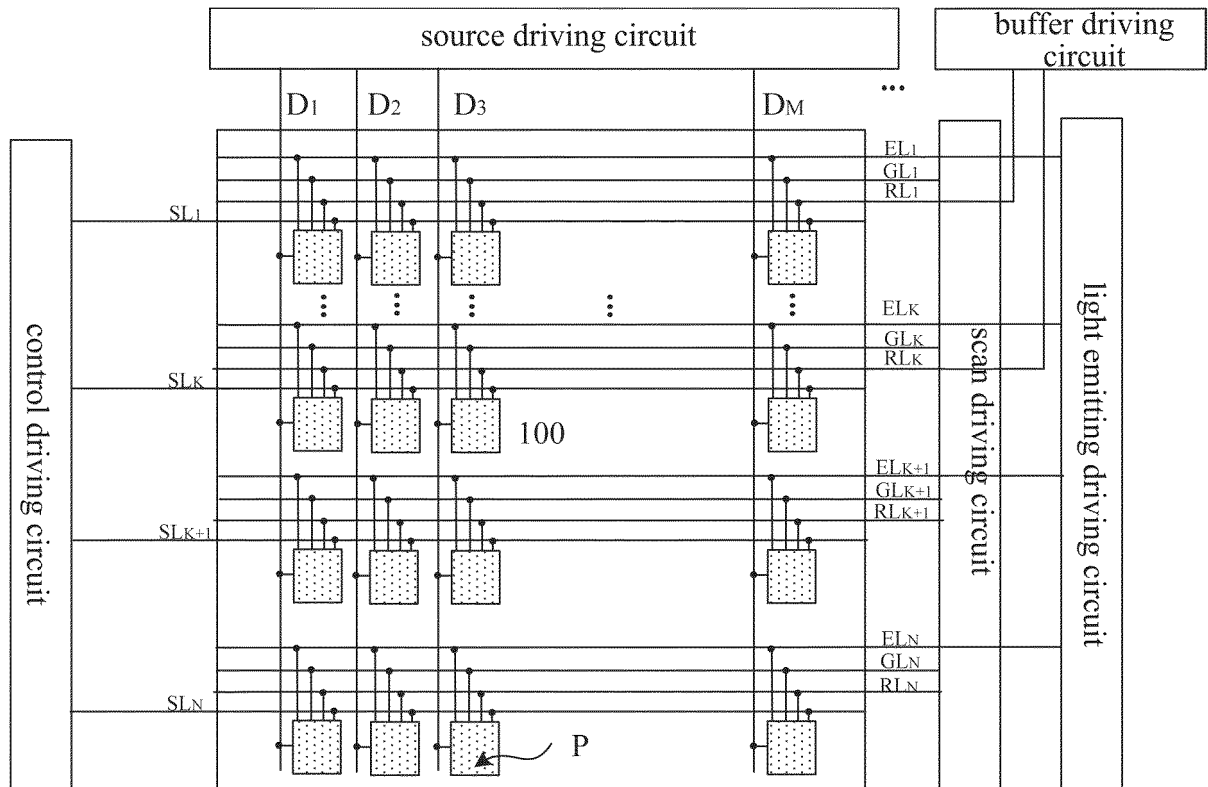 source driving circuit
buffer driving
circuit
D1 D2 D3 DM ...
EL1
GL1
RL1
SL1
ELK
GLK
RLK
SLK
100
ELK+1
GLK+1
RLK+1
SLK+1
ELN
GLN
RLN
SLN
P
control driving circuit
scan driving circuit
light emitting driving circuit